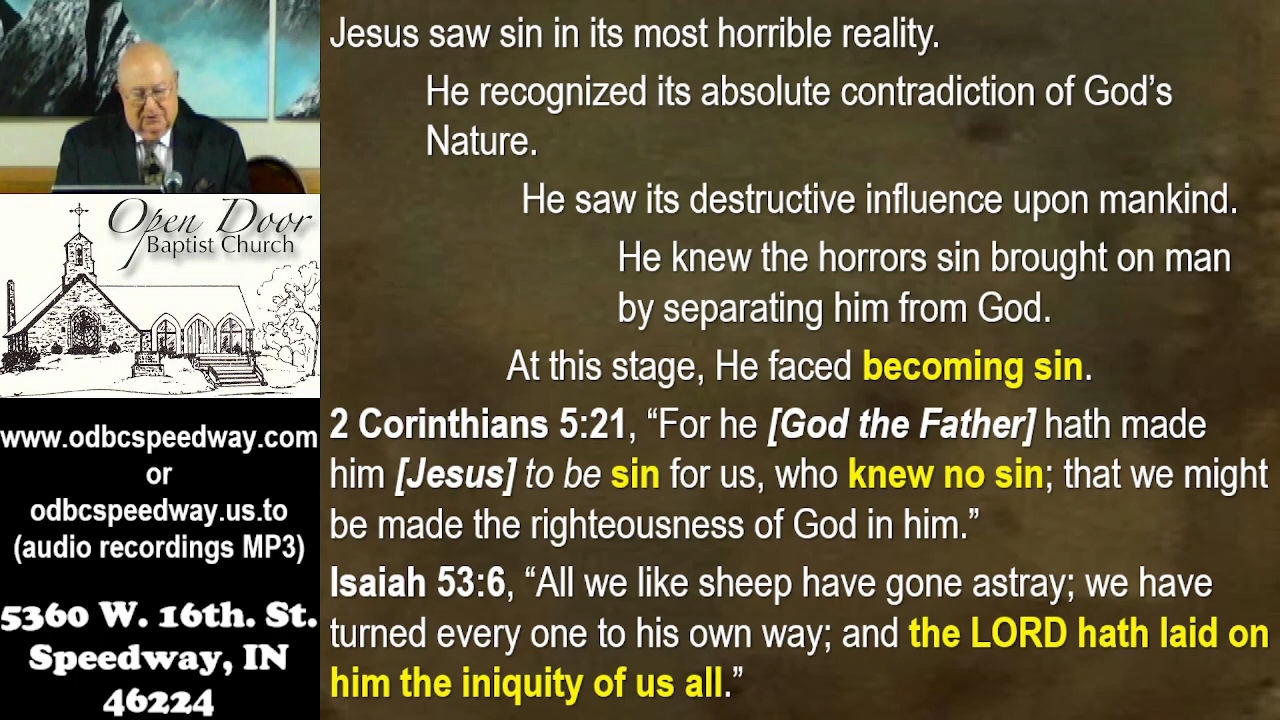 Open Door
Baptist Church
www.odbcspeedway.com
or
odbcspeedway.us.to
(audio recordings MP3)
5360 W. 16th. St.
Speedway, IN
46224
Jesus saw sin in its most horrible reality.
He recognized its absolute contradiction of God’s
Nature.
He saw its destructive influence upon mankind.
He knew the horrors sin brought on man
by separating him from God.
At this stage, He faced becoming sin.
2 Corinthians 5:21, “For he [God the Father] hath made
him [Jesus] to be sin for us, who knew no sin; that we might
be made the righteousness of God in him.”
Isaiah 53:6, “All we like sheep have gone astray; we have
turned every one to his own way; and the LORD hath laid on
him the iniquity of us all.”